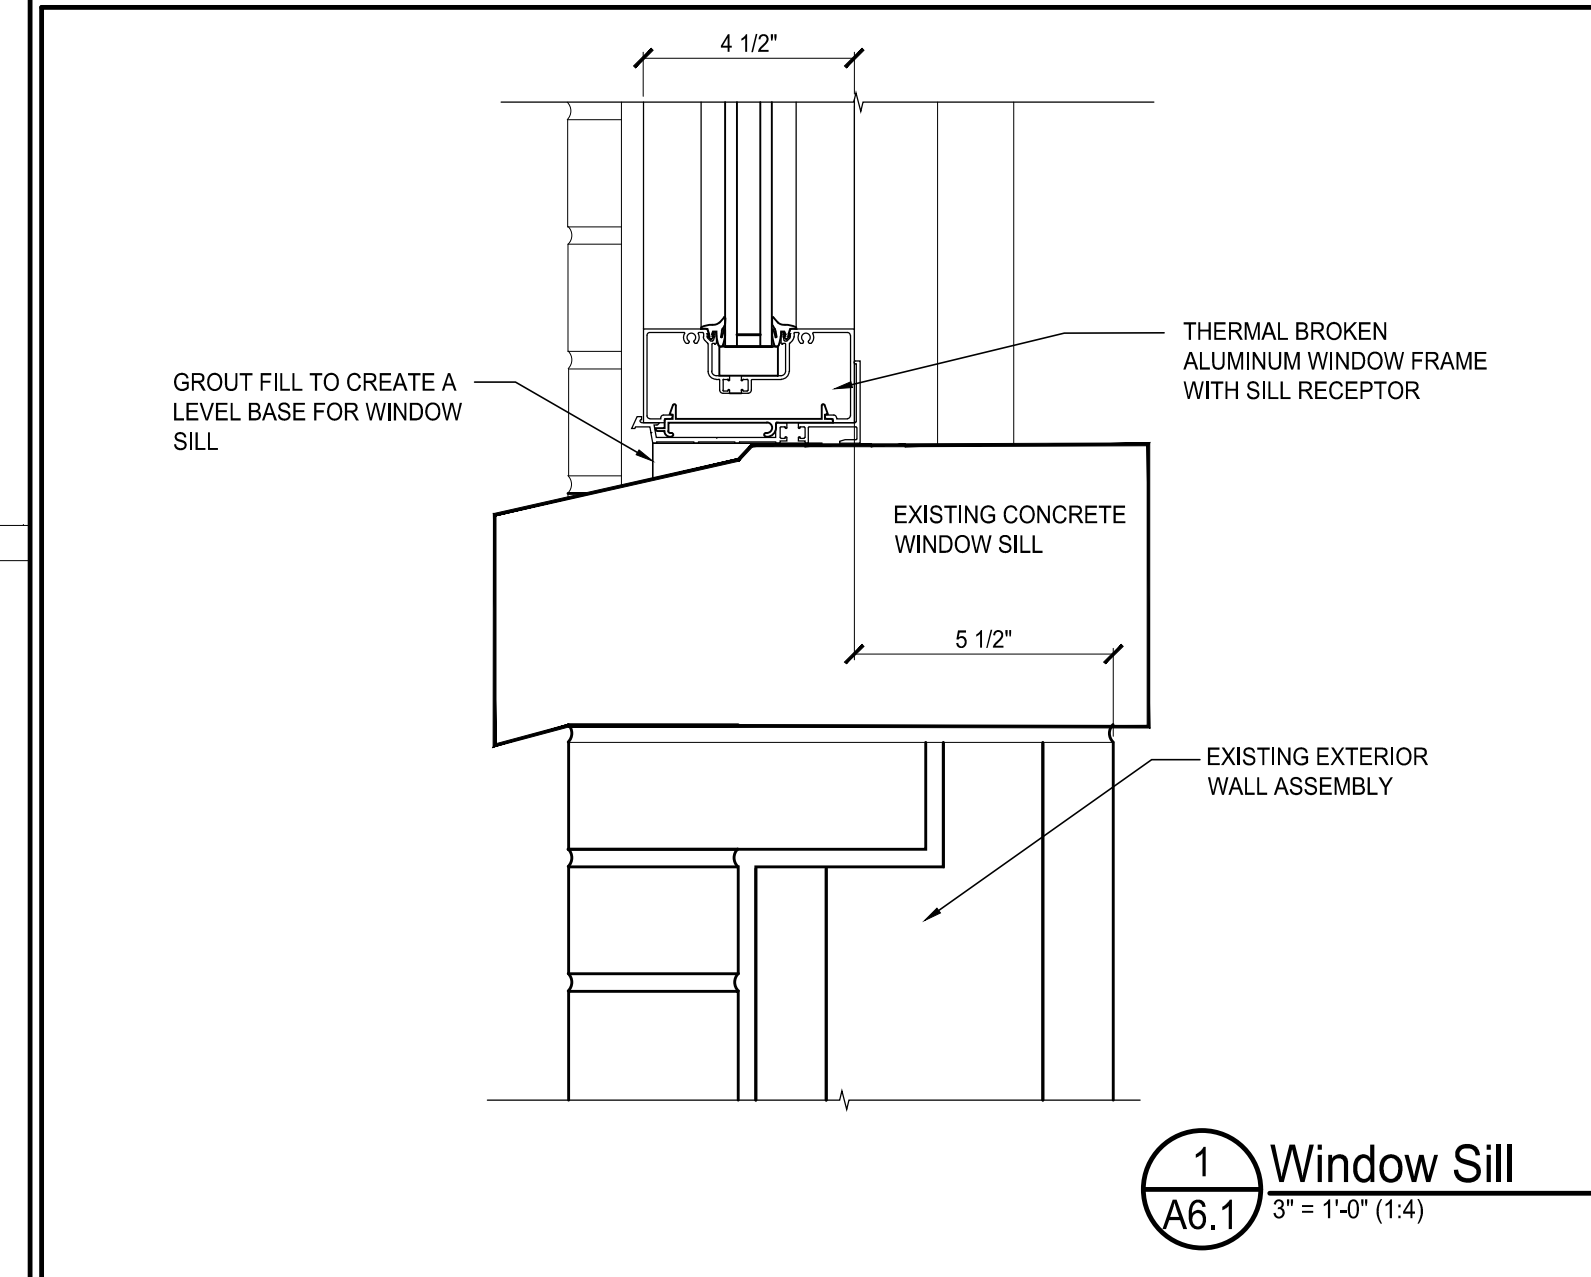 4 1/2"
THERMAL BROKEN
ALUMINUM WINDOW FRAME
WITH SILL RECEPTOR
GROUT FILL TO CREATE A
LEVEL BASE FOR WINDOW
SILL
EXISTING CONCRETE
WINDOW SILL
5 1/2"
EXISTING EXTERIOR
WALL ASSEMBLY
1
A6.1
Window Sill
3" = 1'-0" (1:4)